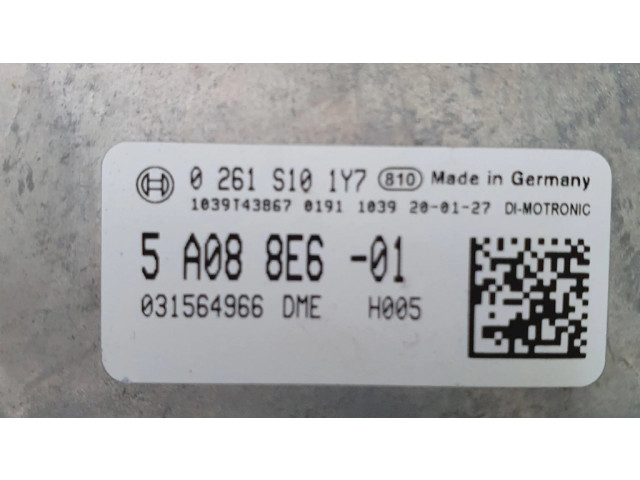 0 261 S10 1Y7 810 Made in Germany
1039T43867 0191 1039 20-01-27 DI-MOTRONIC
5 A08 8E6 -01
031564966 DME H005